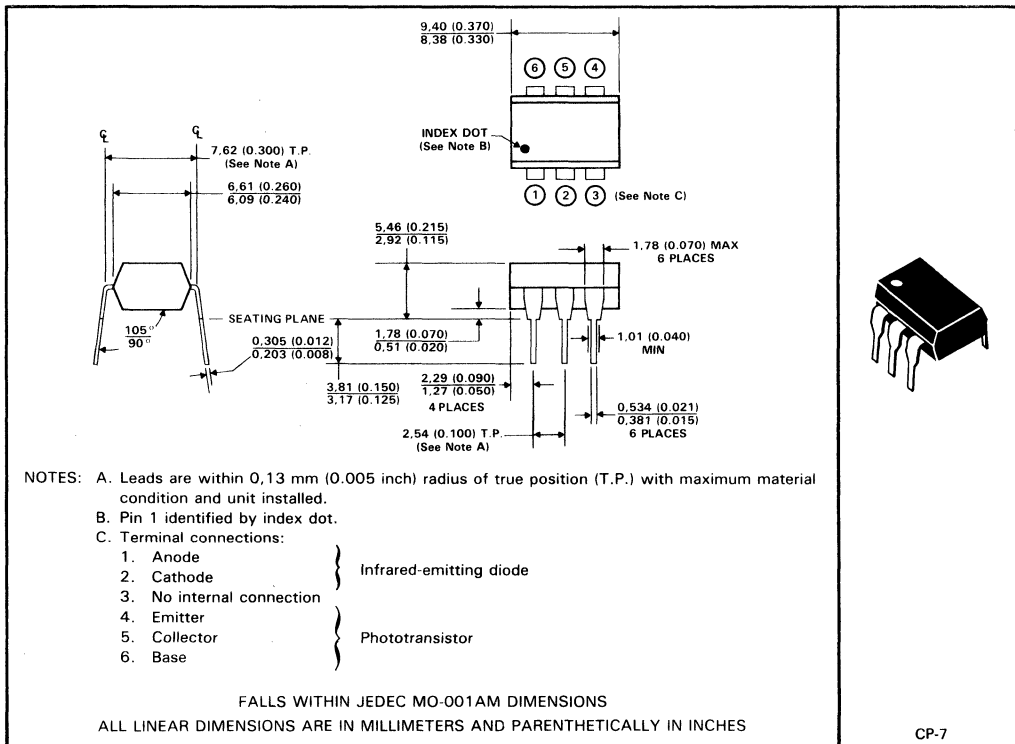 9,40 (0.370)
8,38 (0.330)
6 5 4
INDEX DOT
(See Note B)
1 2 3 (See Note C)
℄ ℄
7,62 (0.300) T.P.
(See Note A)
6,61 (0.260)
6,09 (0.240)
5,46 (0.215)
2,92 (0.115)
1,78 (0.070) MAX
6 PLACES
SEATING PLANE
105°
90°
0,305 (0.012)
0,203 (0.008)
1,78 (0.070)
0,51 (0.020)
1,01 (0.040)
MIN
3,81 (0.150)
3,17 (0.125)
2,29 (0.090)
1,27 (0.050)
4 PLACES
0,534 (0.021)
0,381 (0.015)
6 PLACES
2,54 (0.100) T.P.
(See Note A)
NOTES: A. Leads are within 0,13 mm (0.005 inch) radius of true position (T.P.) with maximum material
condition and unit installed.
B. Pin 1 identified by index dot.
C. Terminal connections:
1. Anode
2. Cathode
Infrared-emitting diode
3. No internal connection
4. Emitter
5. Collector
Phototransistor
6. Base
FALLS WITHIN JEDEC MO-001AM DIMENSIONS
ALL LINEAR DIMENSIONS ARE IN MILLIMETERS AND PARENTHETICALLY IN INCHES
CP-7